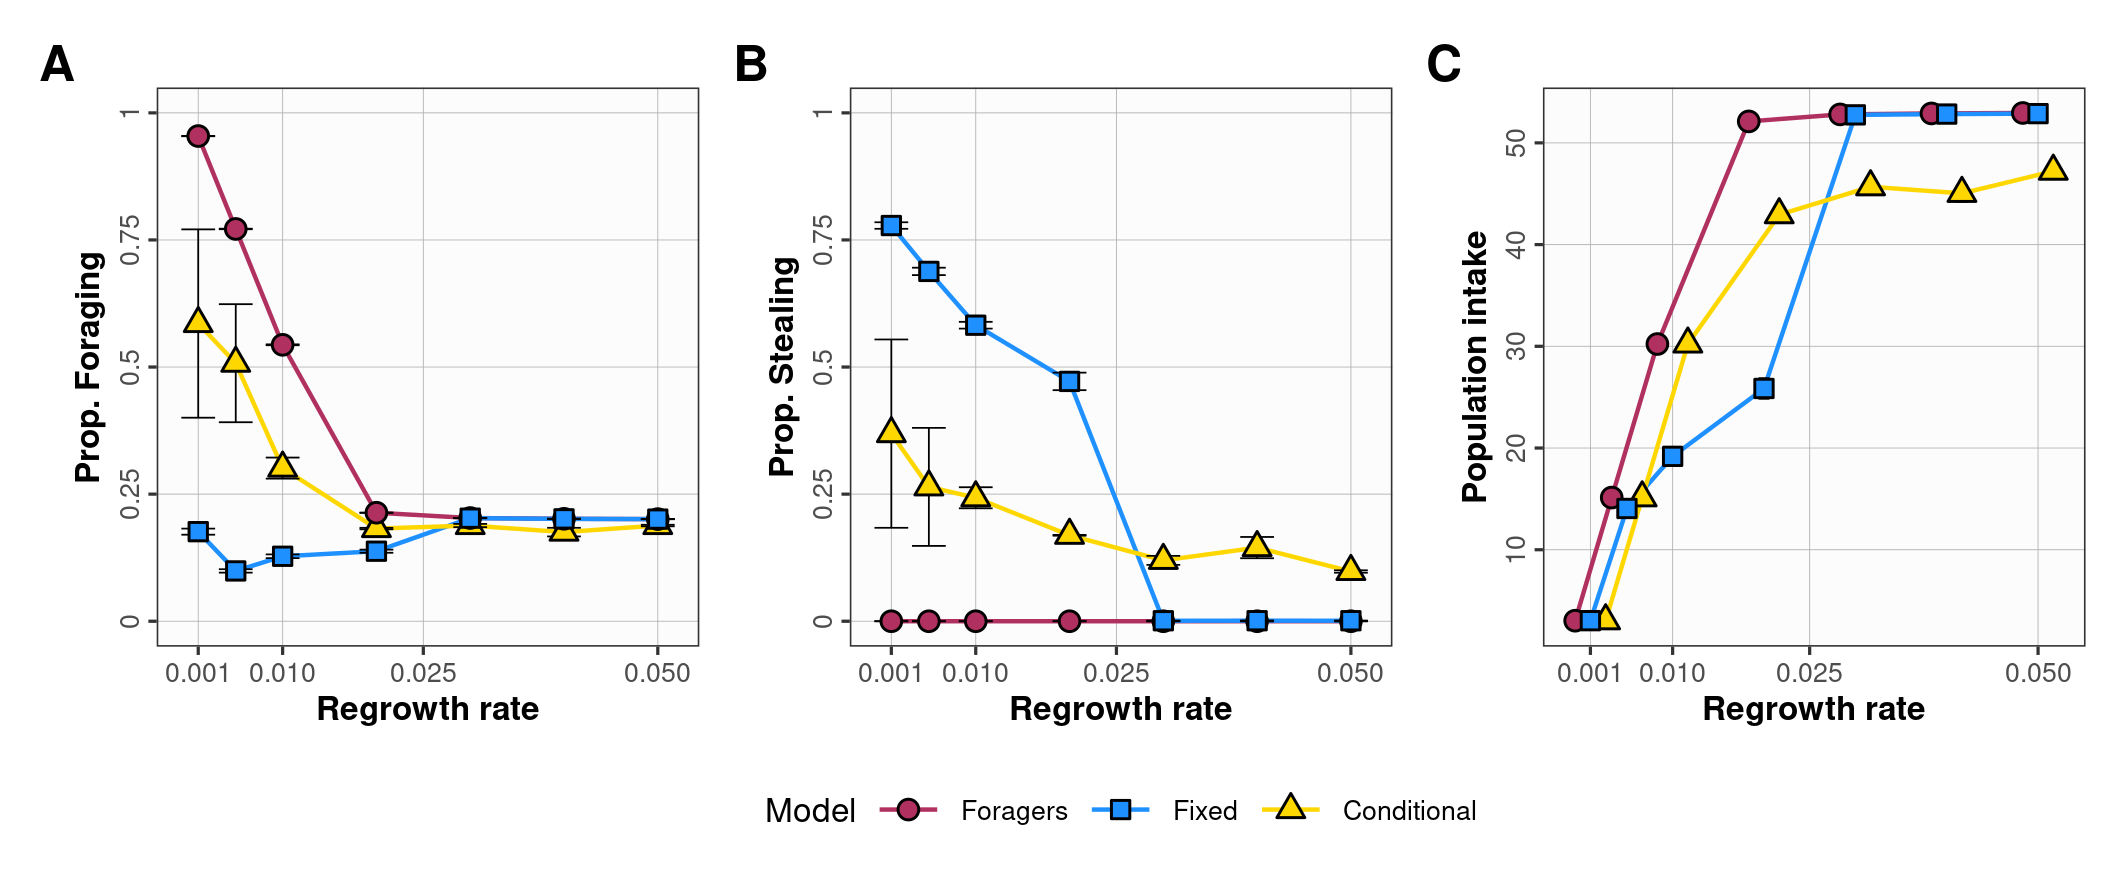 A
B
C
Prop. Foraging
1
0.75
0.5
0.25
0
0.001
0.010
0.025
0.050
Regrowth rate
Prop. Stealing
1
0.75
0.5
0.25
0
0.001
0.010
0.025
0.050
Regrowth rate
Population intake
50
40
30
20
10
0.001
0.010
0.025
0.050
Regrowth rate
Model Foragers Fixed Conditional